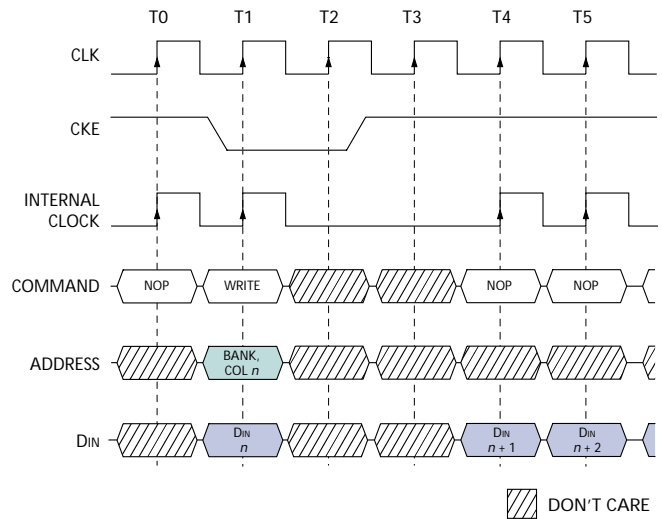 T0 T1 T2 T3 T4 T5
CLK
CKE
INTERNAL
CLOCK
COMMAND NOP WRITE NOP NOP
ADDRESS BANK,
COL n
DIN DIN
n DIN
n + 1 DIN
n + 2
DON'T CARE